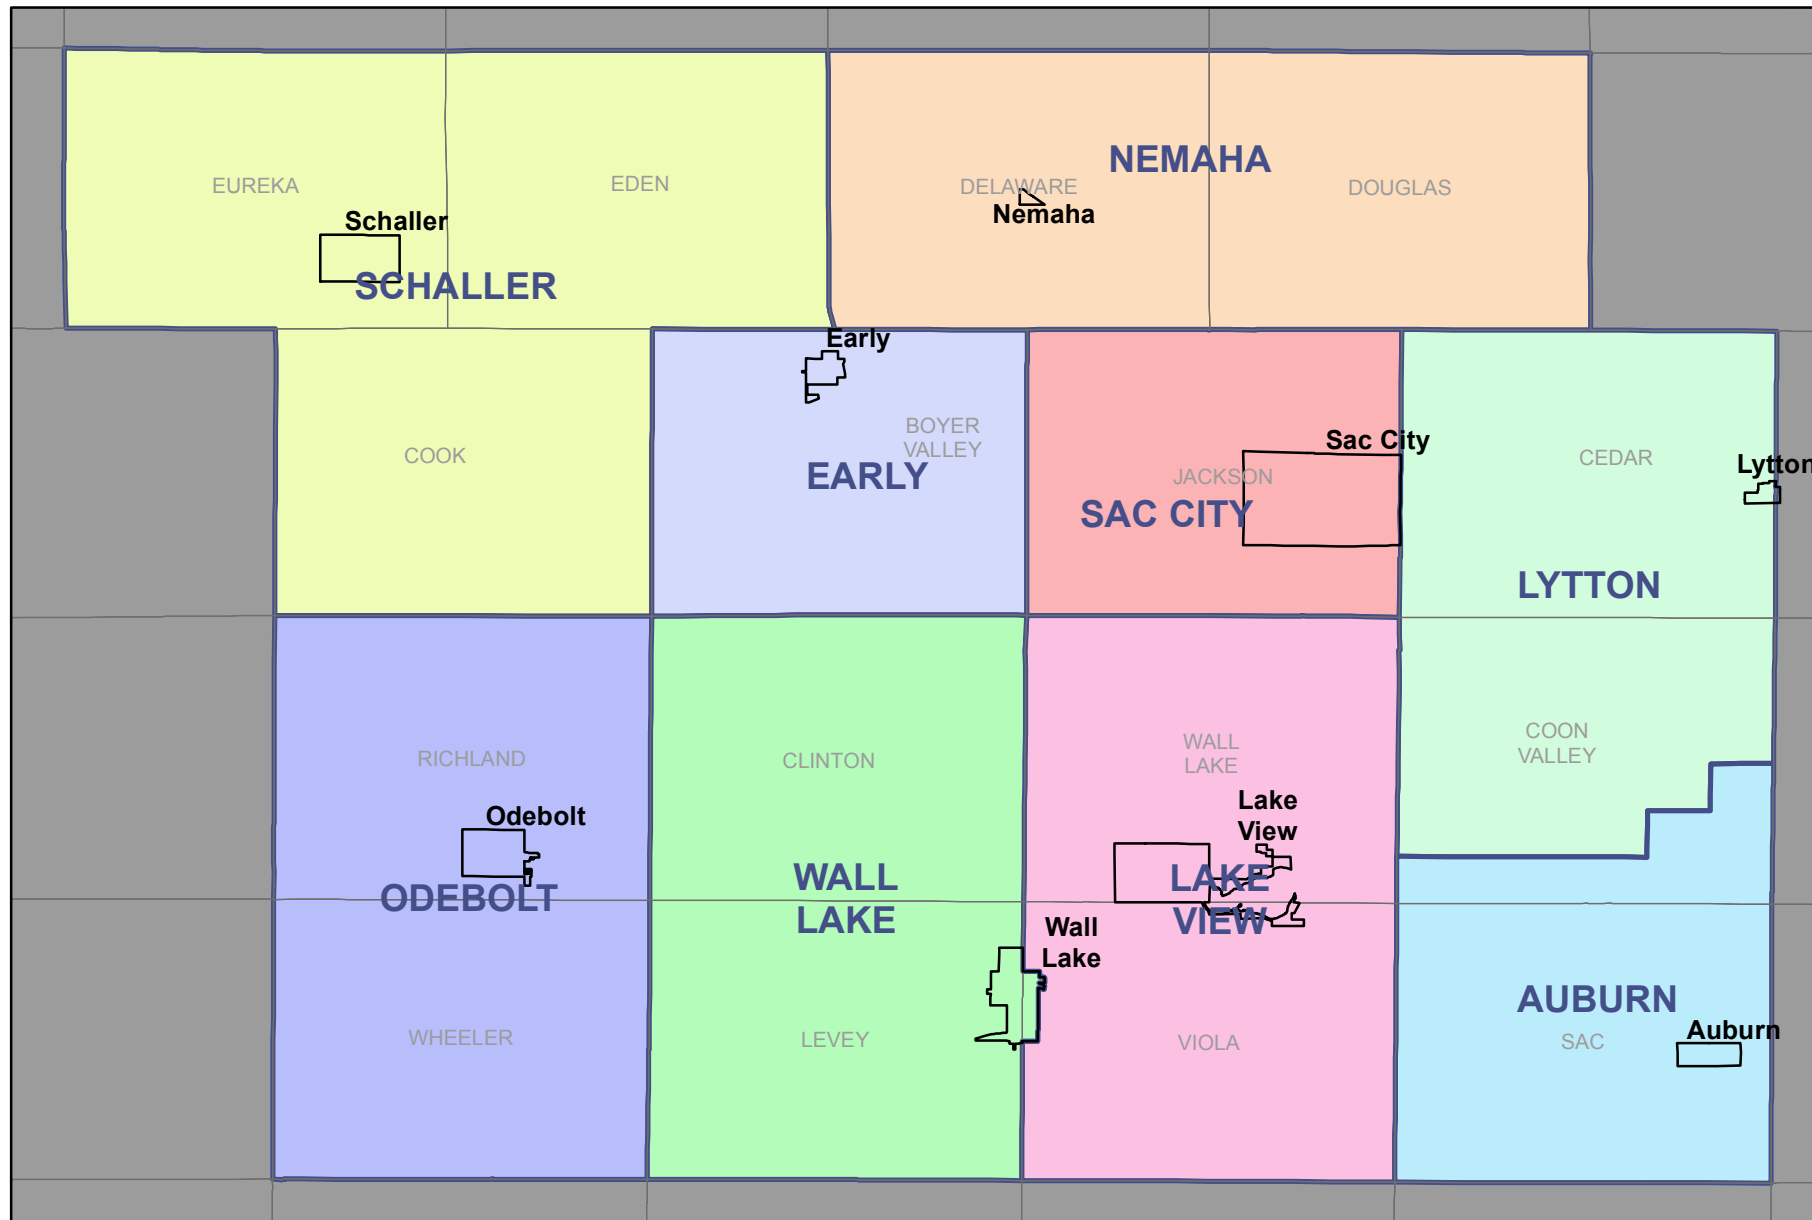 NEMAHA
EUREKA
EDEN
DELAWARE
DOUGLAS
Nemaha
Schaller
SCHALLER
Early
BOYER
VALLEY
COOK
EARLY
Sac City
JACKSON
SAC CITY
CEDAR
Lytton
LYTTON
RICHLAND
CLINTON
WALL
LAKE
COON
VALLEY
Odebolt
ODEBOLT
WALL
LAKE
Lake
View
LAKE
VIEW
Wall
Lake
WHEELER
LEVEY
VIOLA
AUBURN
SAC
Auburn